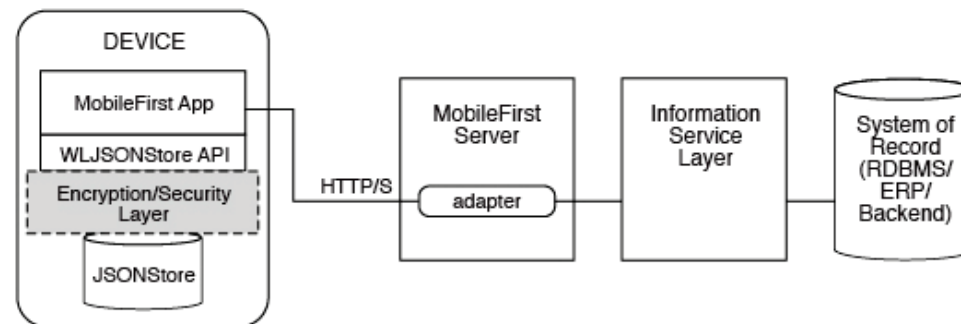 DEVICE
MobileFirst App
WLJSONStore API
Encryption/Security
Layer
JSONStore
HTTP/S
MobileFirst
Server
adapter
Information
Service
Layer
System of
Record
(RDBMS/
ERP/
Backend)